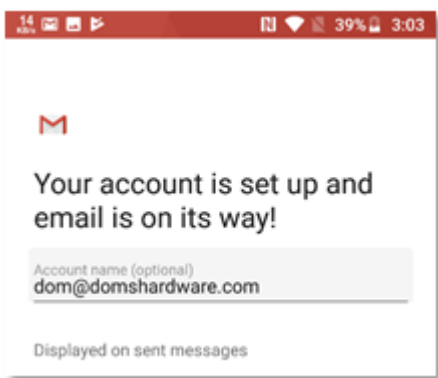 14
KB/s
N
39% 3:03
M
Your account is set up and
email is on its way!
Account name (optional)
dom@domshardware.com
Displayed on sent messages